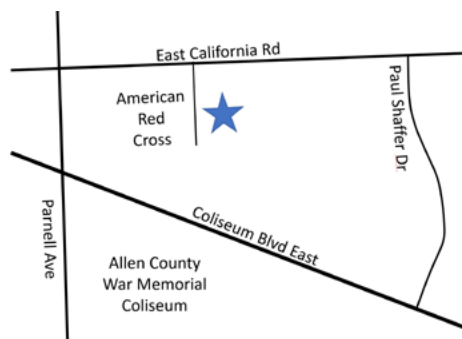 East California Rd
American
Red
Cross
Paul Shaffer Dr
Parnell Ave
Coliseum Blvd East
Allen County
War Memorial
Coliseum